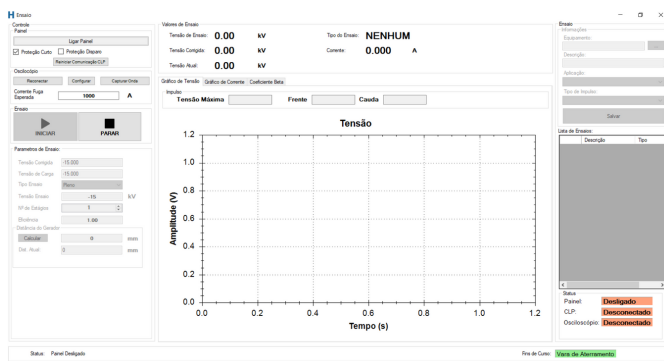 H Ensaio
Controle
Painel
Ligar Painel
Proteção Curto Proteção Disparo
Reiniciar Comunicação CLP
Osciloscópio
Reconectar Configurar Capturar Onda
Corrente Fuga
Esperada 1000 A
Ensaio
INICIAR PARAR
Parametros de Ensaio:
Tensão Corrigida -15.000
Tensão de Carga -15.000
Tipo Ensaio Pleno
Tensão Ensaio -15 kV
Nº de Estágios 1
Eficiência 1.00
Distância do Gerador
Calcular 0 mm
Dist. Atual 0 mm
Valores de Ensaio
Tensão de Ensaio: 0.00 kV Tipo do Ensaio: NENHUM
Tensão Corrigida: 0.00 kV Corrente: 0.000 A
Tensão Atual: 0.00 kV
Gráfico de Tensão Gráfico de Corrente Coeficiente Beta
Impulso
Tensão Máxima Frente Cauda
Tensão
1.2
1.0
0.8
0.6
0.4
0.2
0.0
Amplitude (V)
0.0 0.2 0.4 0.6 0.8 1.0 1.2
Tempo (s)
Ensaio
Informações
Equipamento:
...
Descrição:
Aplicação:
Tipo de Impulso
Salvar
Lista de Ensaios:
Descrição Tipo
Status
Painel: Desligado
CLP: Desconectado
Osciloscópio: Desconectado
Status: Painel Desligado Fins de Curso: Vara de Aterramento